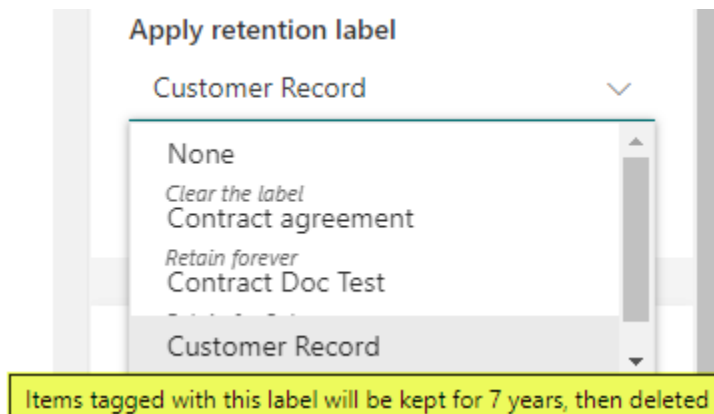 Apply retention label
Customer Record
None
Clear the label
Contract agreement
Retain forever
Contract Doc Test
Customer Record
Items tagged with this label will be kept for 7 years, then deleted